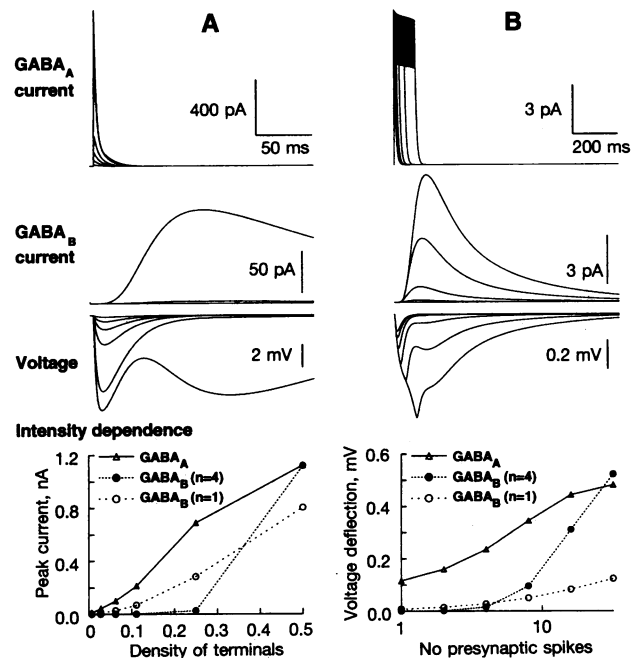 A
B
GABAA
current
400 pA
50 ms
3 pA
200 ms
GABAB
current
50 pA
3 pA
Voltage
2 mV
0.2 mV
Intensity dependence
1.2
0.8
0.4
0.0
Peak current, nA
GABAA
GABAB (n=4)
GABAB (n=1)
0 0.1 0.2 0.3 0.4 0.5
Density of terminals
0.6
0.4
0.2
0.0
Voltage deflection, mV
GABAA
GABAB (n=4)
GABAB (n=1)
1 10
No presynaptic spikes